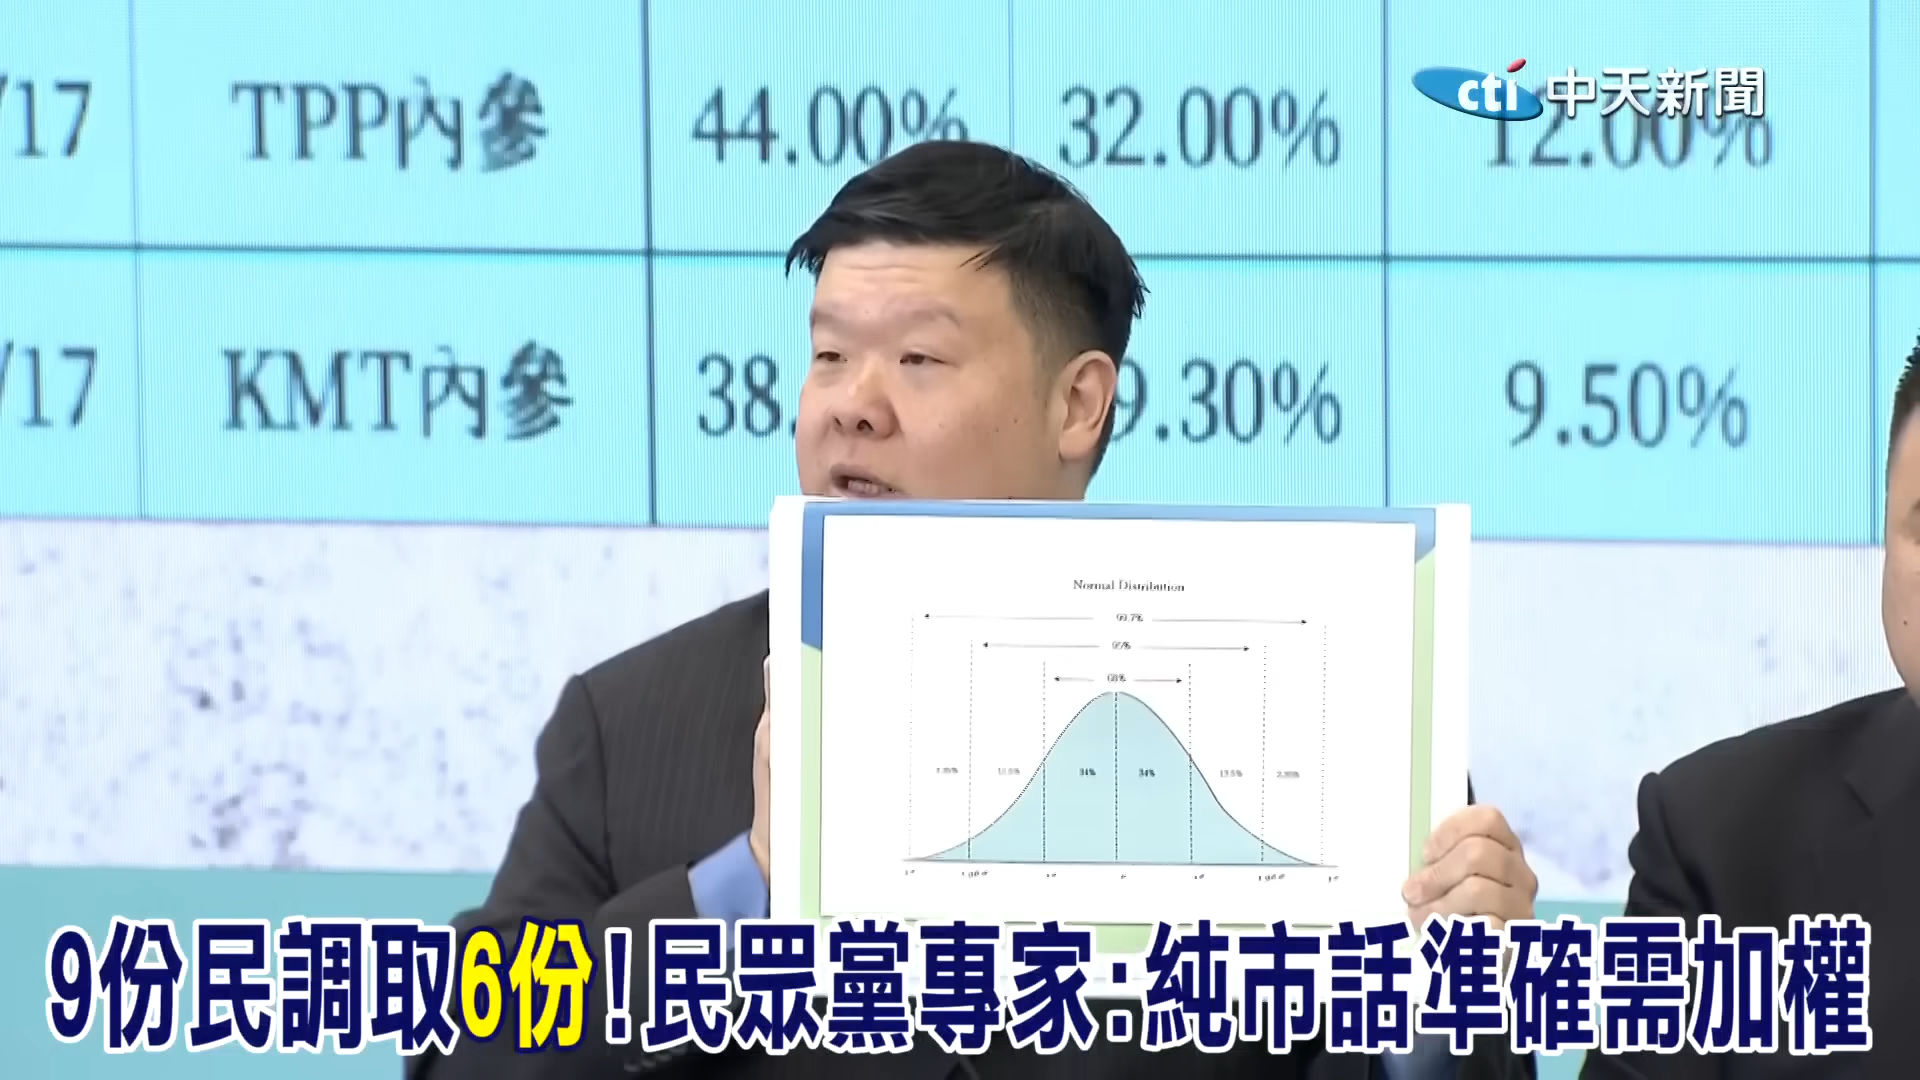 cti 中天新聞
/17 TPP內參 44.00% 32.00% 12.00%
/17 KMT內參 38. 9.30% 9.50%
Normal Distribution
99.7%
95%
68%
34% 34% 13.5% 2.35%
9份民調取6份!民眾黨專家:純市話準確需加權